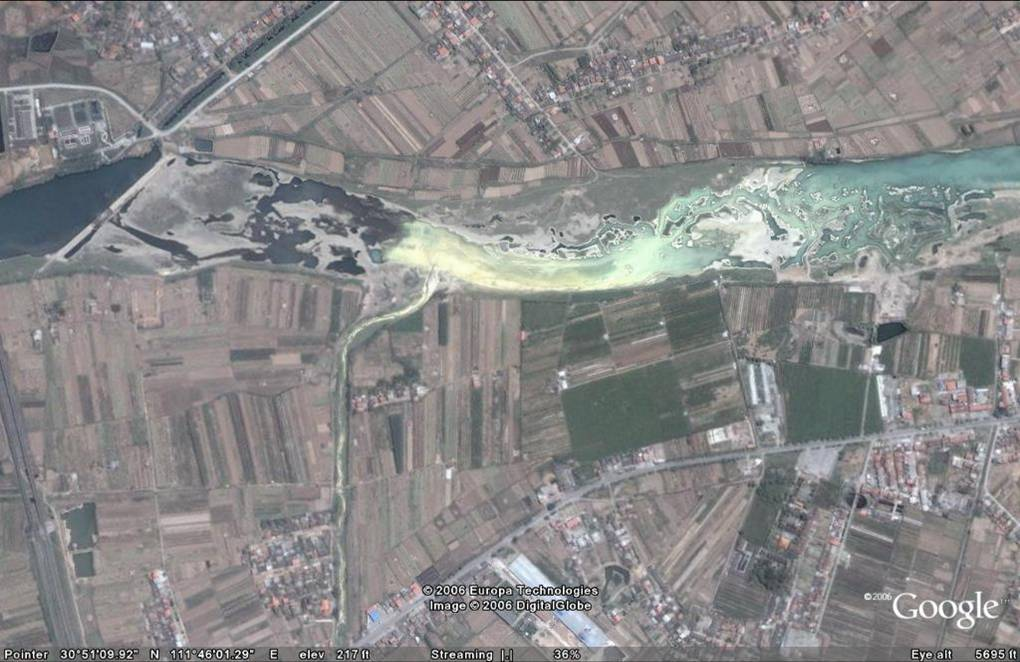 © 2006 Europa Technologies
Image © 2006 DigitalGlobe
©2006 Google™
Pointer 30°51'09.92" N 111°46'01.29" E elev 217 ft Streaming |.| 36% Eye alt 5695 ft